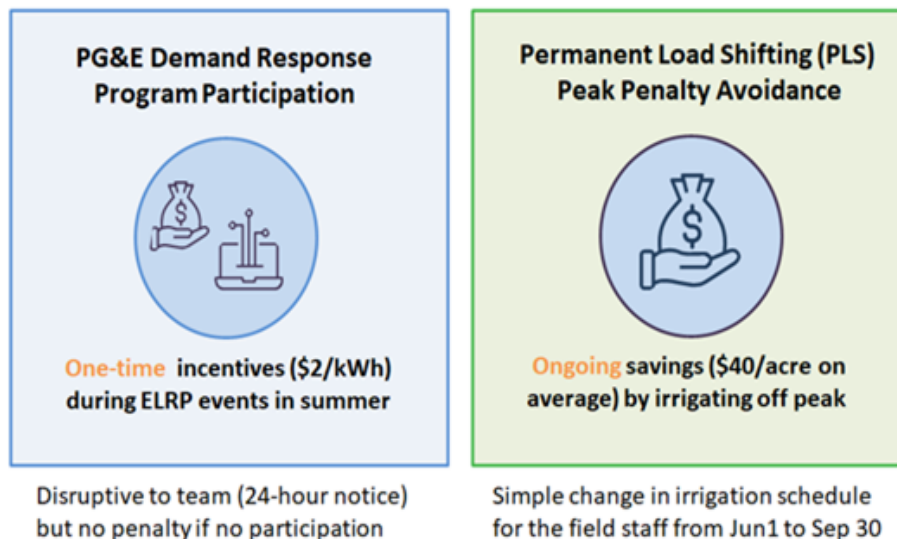 PG&E Demand Response
Program Participation
$
One-time incentives ($2/kWh)
during ELRP events in summer
Disruptive to team (24-hour notice)
but no penalty if no participation
Permanent Load Shifting (PLS)
Peak Penalty Avoidance
$
Ongoing savings ($40/acre on
average) by irrigating off peak
Simple change in irrigation schedule
for the field staff from Jun1 to Sep 30